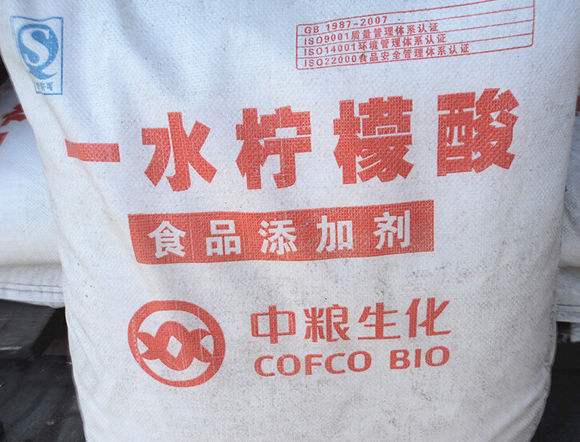 GB 1987-2007
ISO9001质量管理体系认证
ISO14001环境管理体系认证
ISO22000食品安全管理体系认证
一水柠檬酸
食品添加剂
中粮生化
COFCO BIO